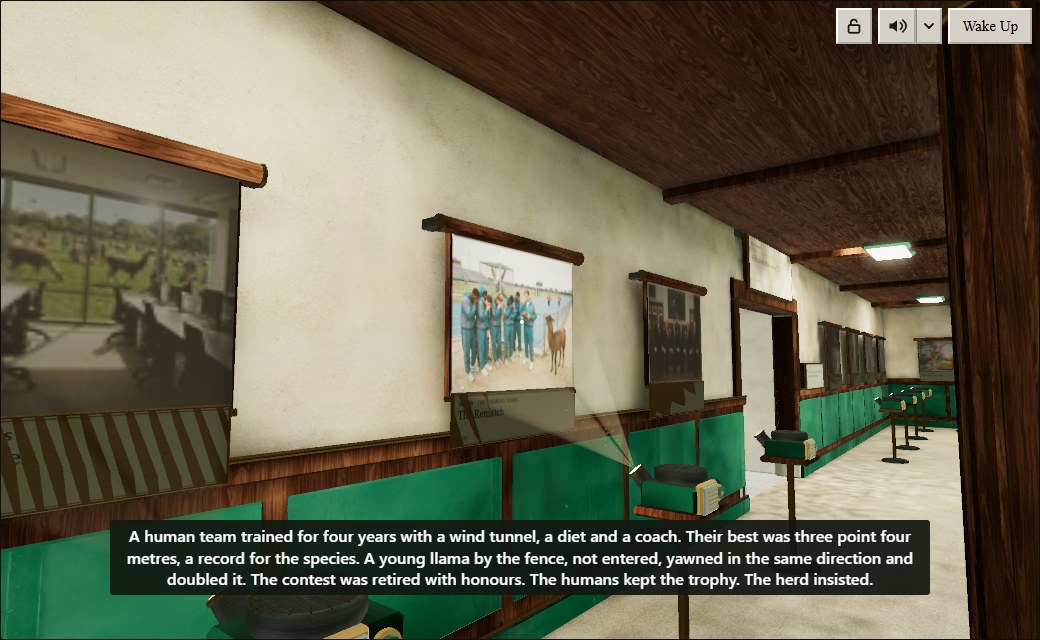 Wake Up
A human team trained for four years with a wind tunnel, a diet and a coach. Their best was three point four
metres, a record for the species. A young llama by the fence, not entered, yawned in the same direction and
doubled it. The contest was retired with honours. The humans kept the trophy. The herd insisted.